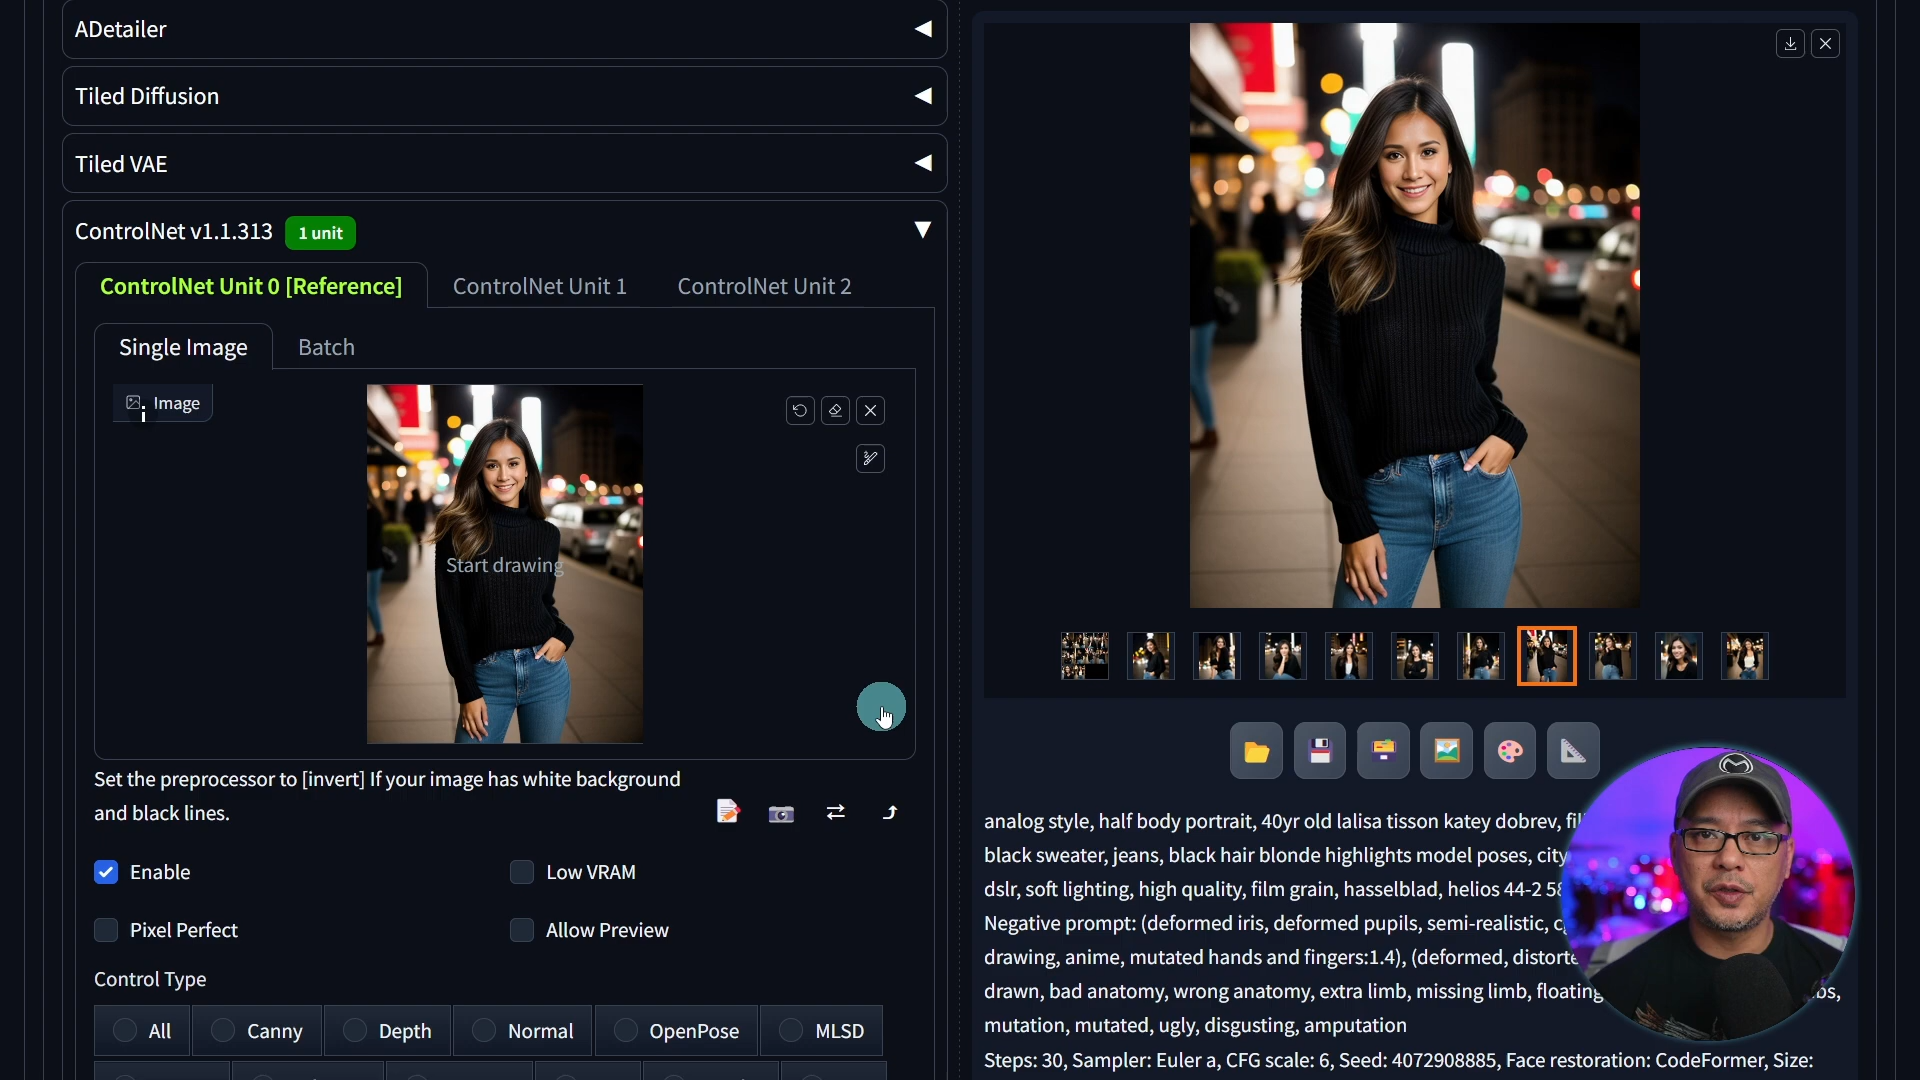 ADetailer
Tiled Diffusion
Tiled VAE
ControlNet v1.1.313 1 unit
ControlNet Unit 0 [Reference] ControlNet Unit 1 ControlNet Unit 2
Single Image Batch
Image
Start drawing
Set the preprocessor to [invert] If your image has white background
and black lines.
Enable Low VRAM
Pixel Perfect Allow Preview
Control Type
All Canny Depth Normal OpenPose MLSD
analog style, half body portrait, 40yr old lalisa tisson katey dobrev,
black sweater, jeans, black hair blonde highlights model poses, city
dslr, soft lighting, high quality, film grain, hasselblad, helios 44-2
Negative prompt: (deformed iris, deformed pupils, semi-realistic,
drawing, anime, mutated hands and fingers:1.4), (deformed,
drawn, bad anatomy, wrong anatomy, extra limb, missing limb,
mutation, mutated, ugly, disgusting, amputation
Steps: 30, Sampler: Euler a, CFG scale: 6, Seed: 4072908885, Face restoration: CodeFormer, Size: